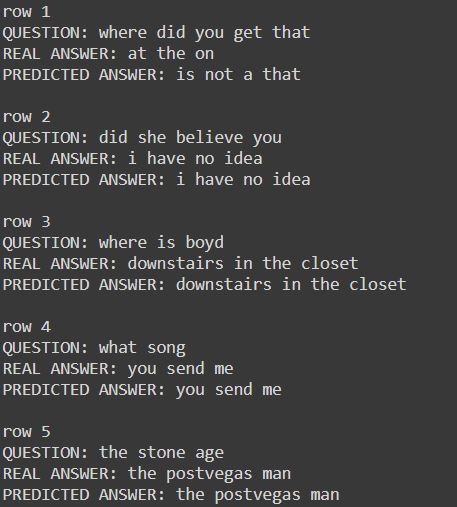 row 1
QUESTION: where did you get that
REAL ANSWER: at the on
PREDICTED ANSWER: is not a that
row 2
QUESTION: did she believe you
REAL ANSWER: i have no idea
PREDICTED ANSWER: i have no idea
row 3
QUESTION: where is boyd
REAL ANSWER: downstairs in the closet
PREDICTED ANSWER: downstairs in the closet
row 4
QUESTION: what song
REAL ANSWER: you send me
PREDICTED ANSWER: you send me
row 5
QUESTION: the stone age
REAL ANSWER: the postvegas man
PREDICTED ANSWER: the postvegas man